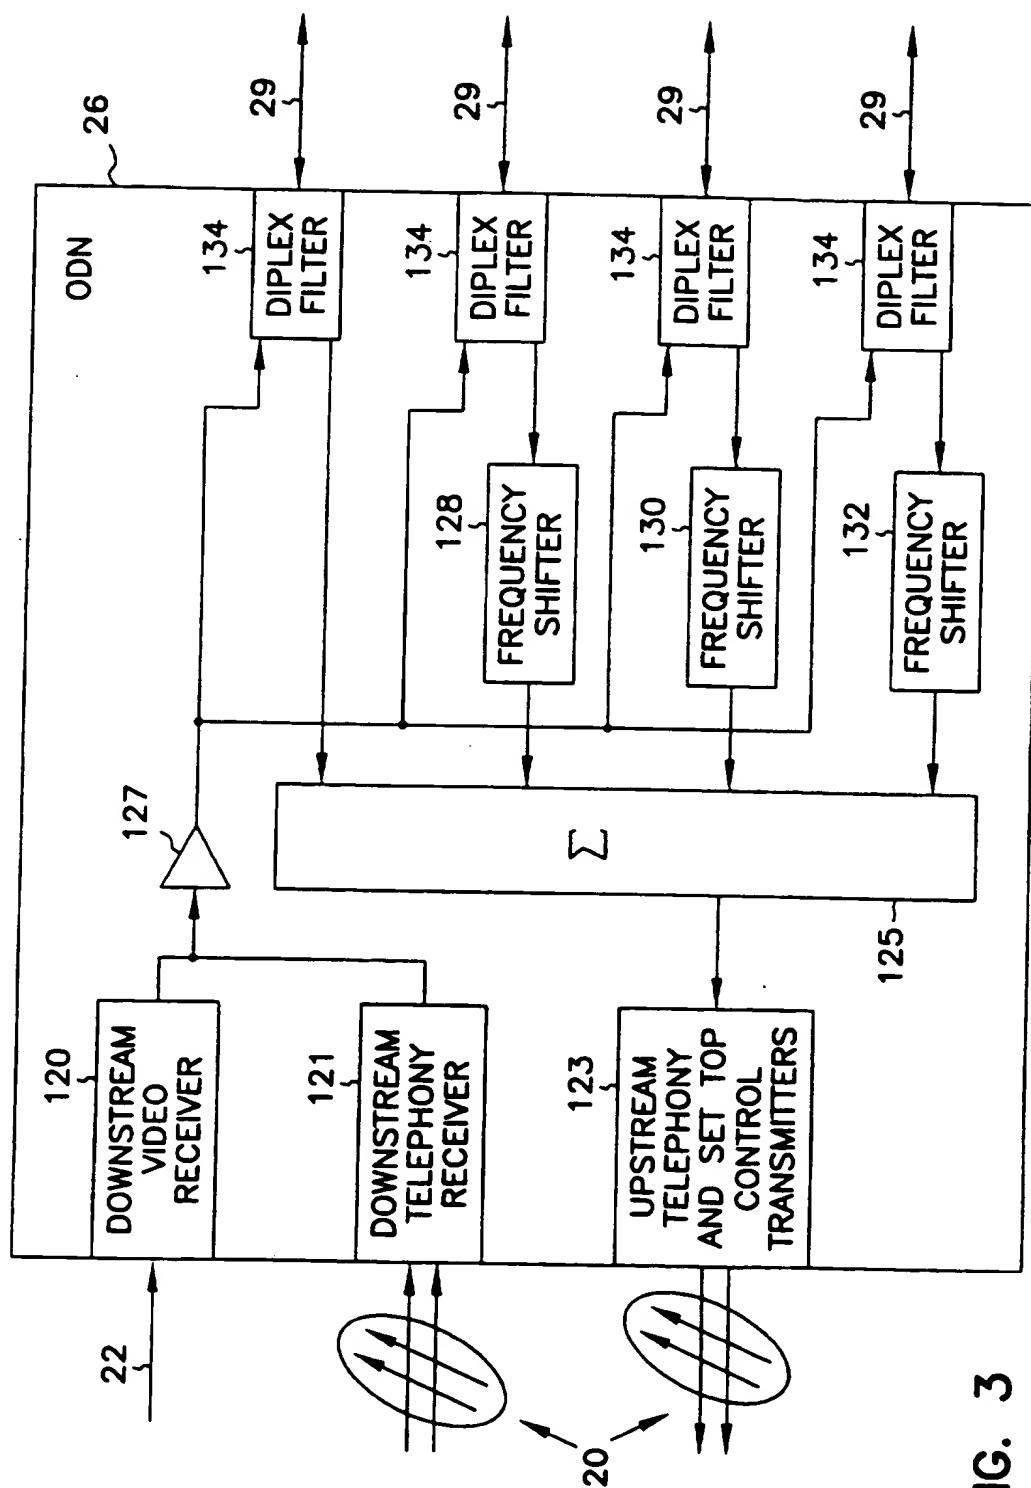 26
ODN
22
120
DOWNSTREAM
VIDEO
RECEIVER
127
134
DIPLEX
FILTER
29
121
DOWNSTREAM
TELEPHONY
RECEIVER
128
FREQUENCY
SHIFTER
134
DIPLEX
FILTER
29
20
Σ
125
130
FREQUENCY
SHIFTER
134
DIPLEX
FILTER
29
123
UPSTREAM
TELEPHONY
AND SET TOP
CONTROL
TRANSMITTERS
132
FREQUENCY
SHIFTER
134
DIPLEX
FILTER
29
IG. 3